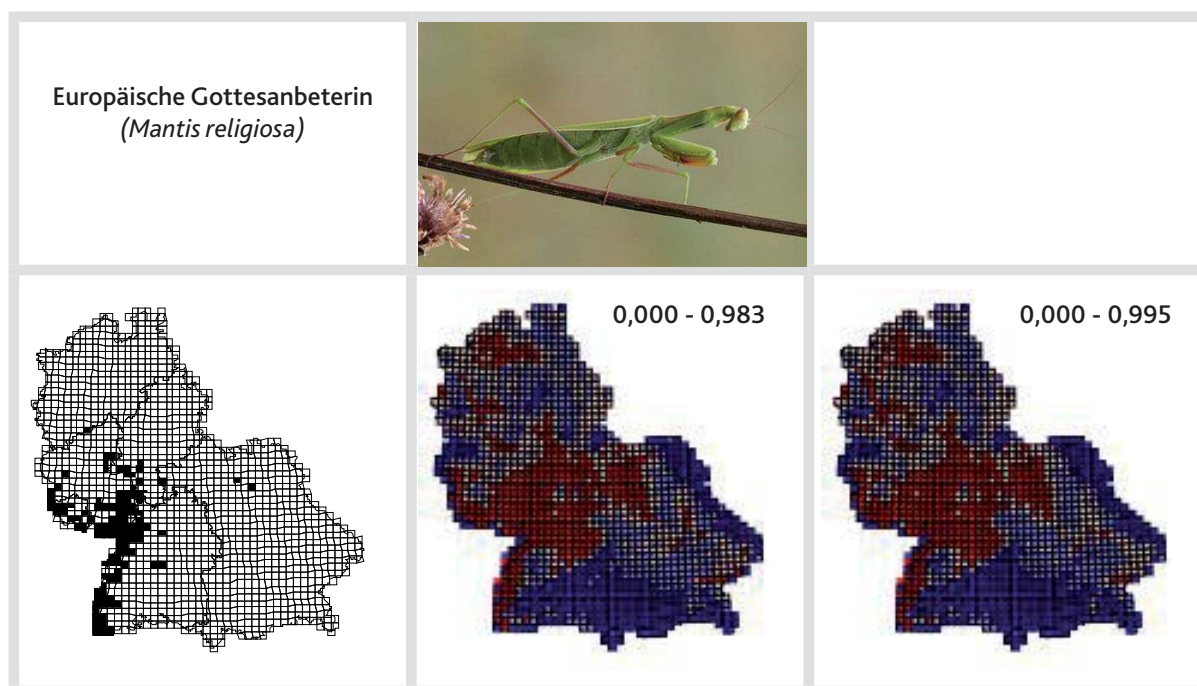 Europäische Gottesanbeterin
(Mantis religiosa)
0,000 - 0,983
0,000 - 0,995